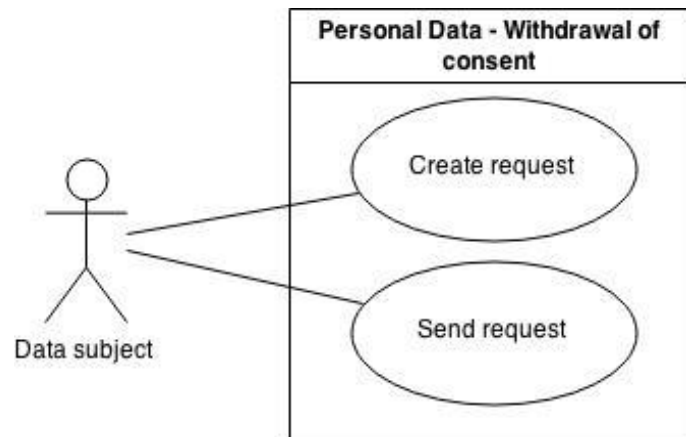 Personal Data - Withdrawal of
consent
Create request
Send request
Data subject